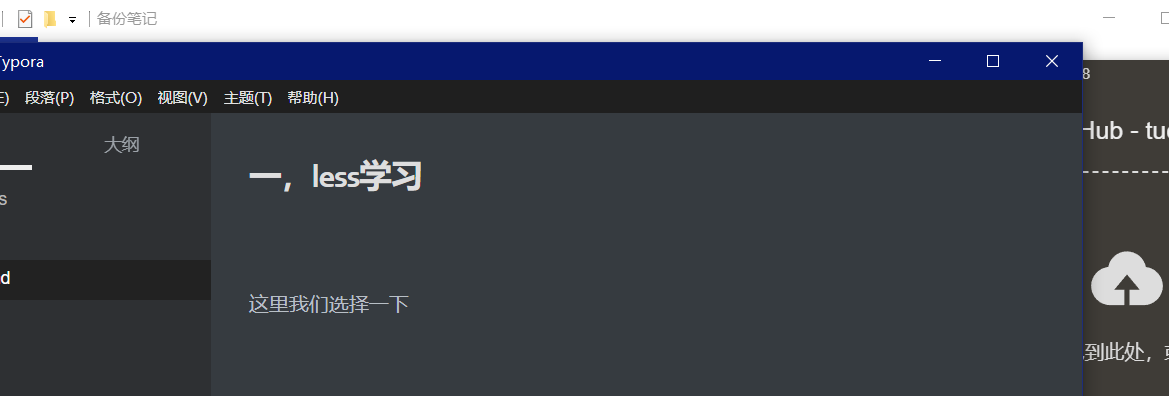 备份笔记
Typora
E) 段落(P) 格式(O) 视图(V) 主题(T) 帮助(H)
8
大纲
Hub - tu
一，less学习
s
d
这里我们选择一下
到此处，